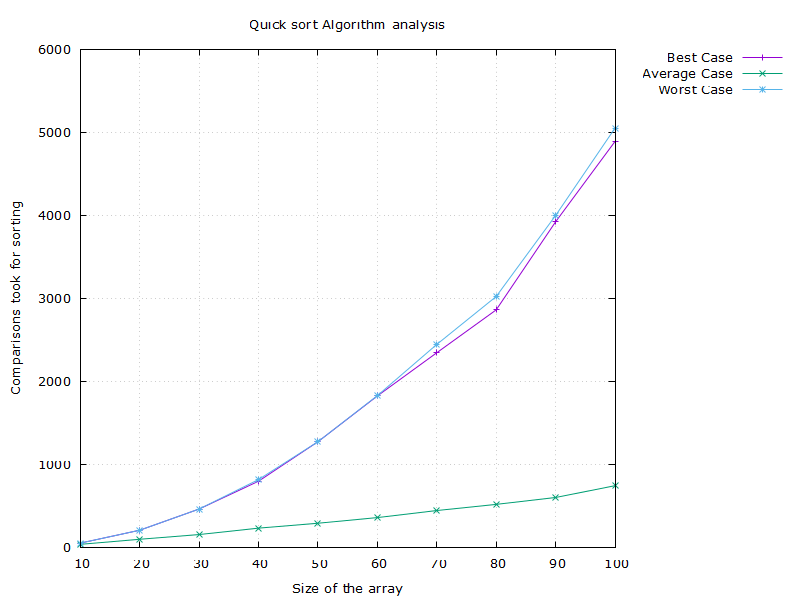 Quick sort Algorithm analysis
Best Case
Average Case
Worst Case
6000
5000
4000
3000
2000
1000
0
Comparisons took for sorting
10 20 30 40 50 60 70 80 90 100
Size of the array